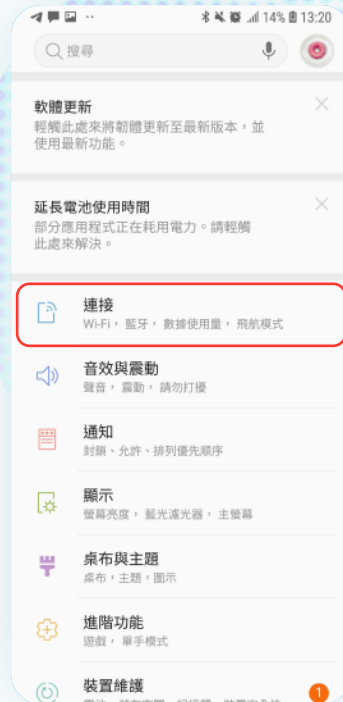 14% 13:20
搜尋
軟體更新
輕觸此處來將韌體更新至最新版本，並
使用最新功能。
延長電池使用時間
部分應用程式正在耗用電力。請輕觸
此處來解決。
連接
Wi-Fi， 藍牙， 數據使用量， 飛航模式
音效與震動
聲音， 震動， 請勿打擾
通知
封鎖、允許、排列優先順序
顯示
螢幕亮度， 藍光濾光器， 主螢幕
桌布與主題
桌布，主題，圖示
進階功能
遊戲， 單手模式
裝置維護
1